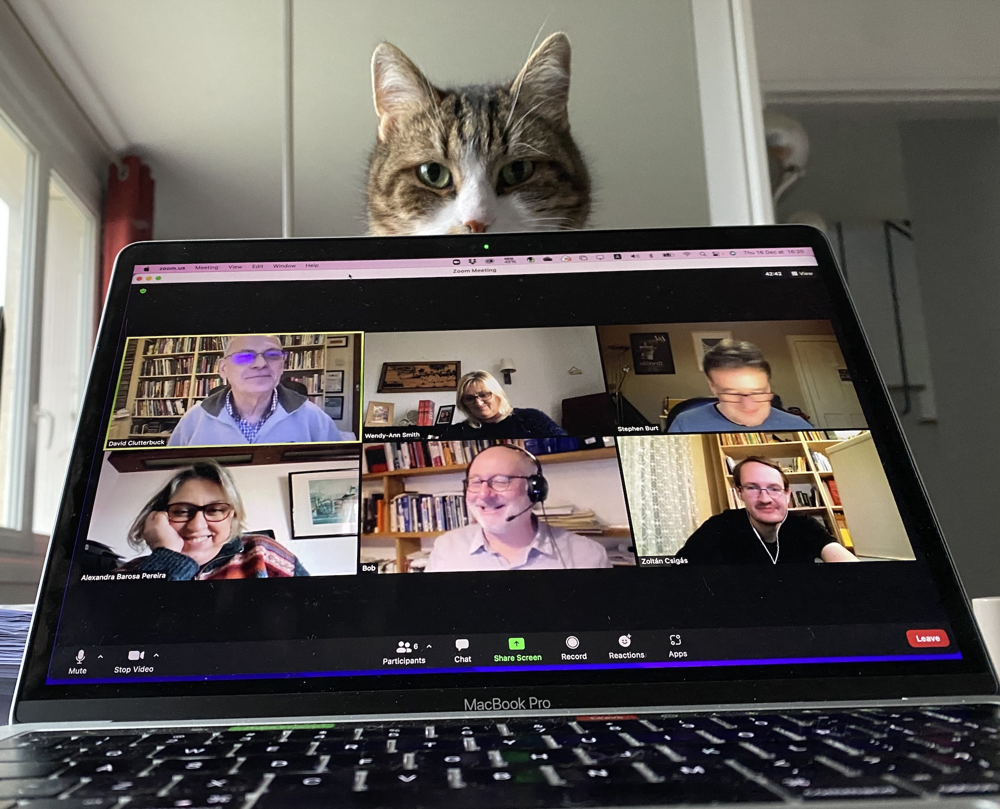 zoom.us Meeting View Edit Window Help
MEM
49%
A
Thu 16 Dec at 16:20
Zoom Meeting
42:42 View
V&A
David Clutterbuck
Wendy-Ann Smith
Stephen Burt
Alexandra Barosa Pereira
Bob
Zoltán Csigás
Mute
Stop Video
6
Participants
Chat
Share Screen
Record
Reactions
Apps
Leave
MacBook Pro
W E R T Y U
A S D F G H K
X C V B N M